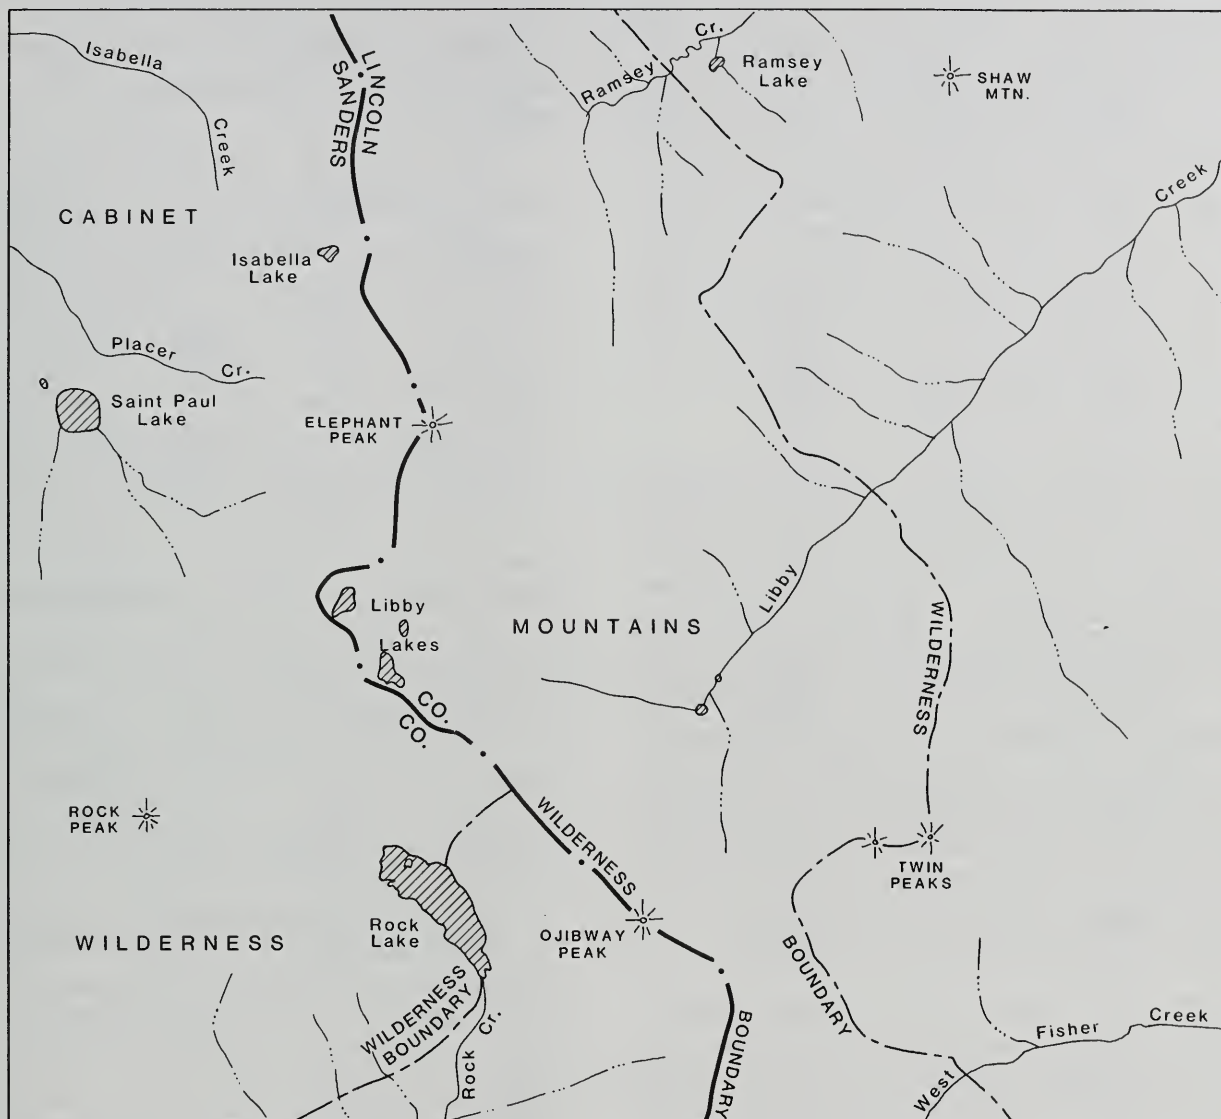 Isabella
Creek
LINCOLN
SANDERS
Cr.
Ramsey
Ramsey
Lake
SHAW
MTN.
Creek
CABINET
Isabella
Lake
Placer
Cr.
Saint Paul
Lake
ELEPHANT
PEAK
Libby
Lakes
MOUNTAINS
Libby
WILDERNESS
CO.
CO.
ROCK
PEAK
WILDERNESS
TWIN
PEAKS
Rock
Lake
OJIBWAY
PEAK
WILDERNESS
BOUNDARY
WILDERNESS
BOUNDARY
Rock
Cr.
BOUNDARY
Fisher
Creek
West